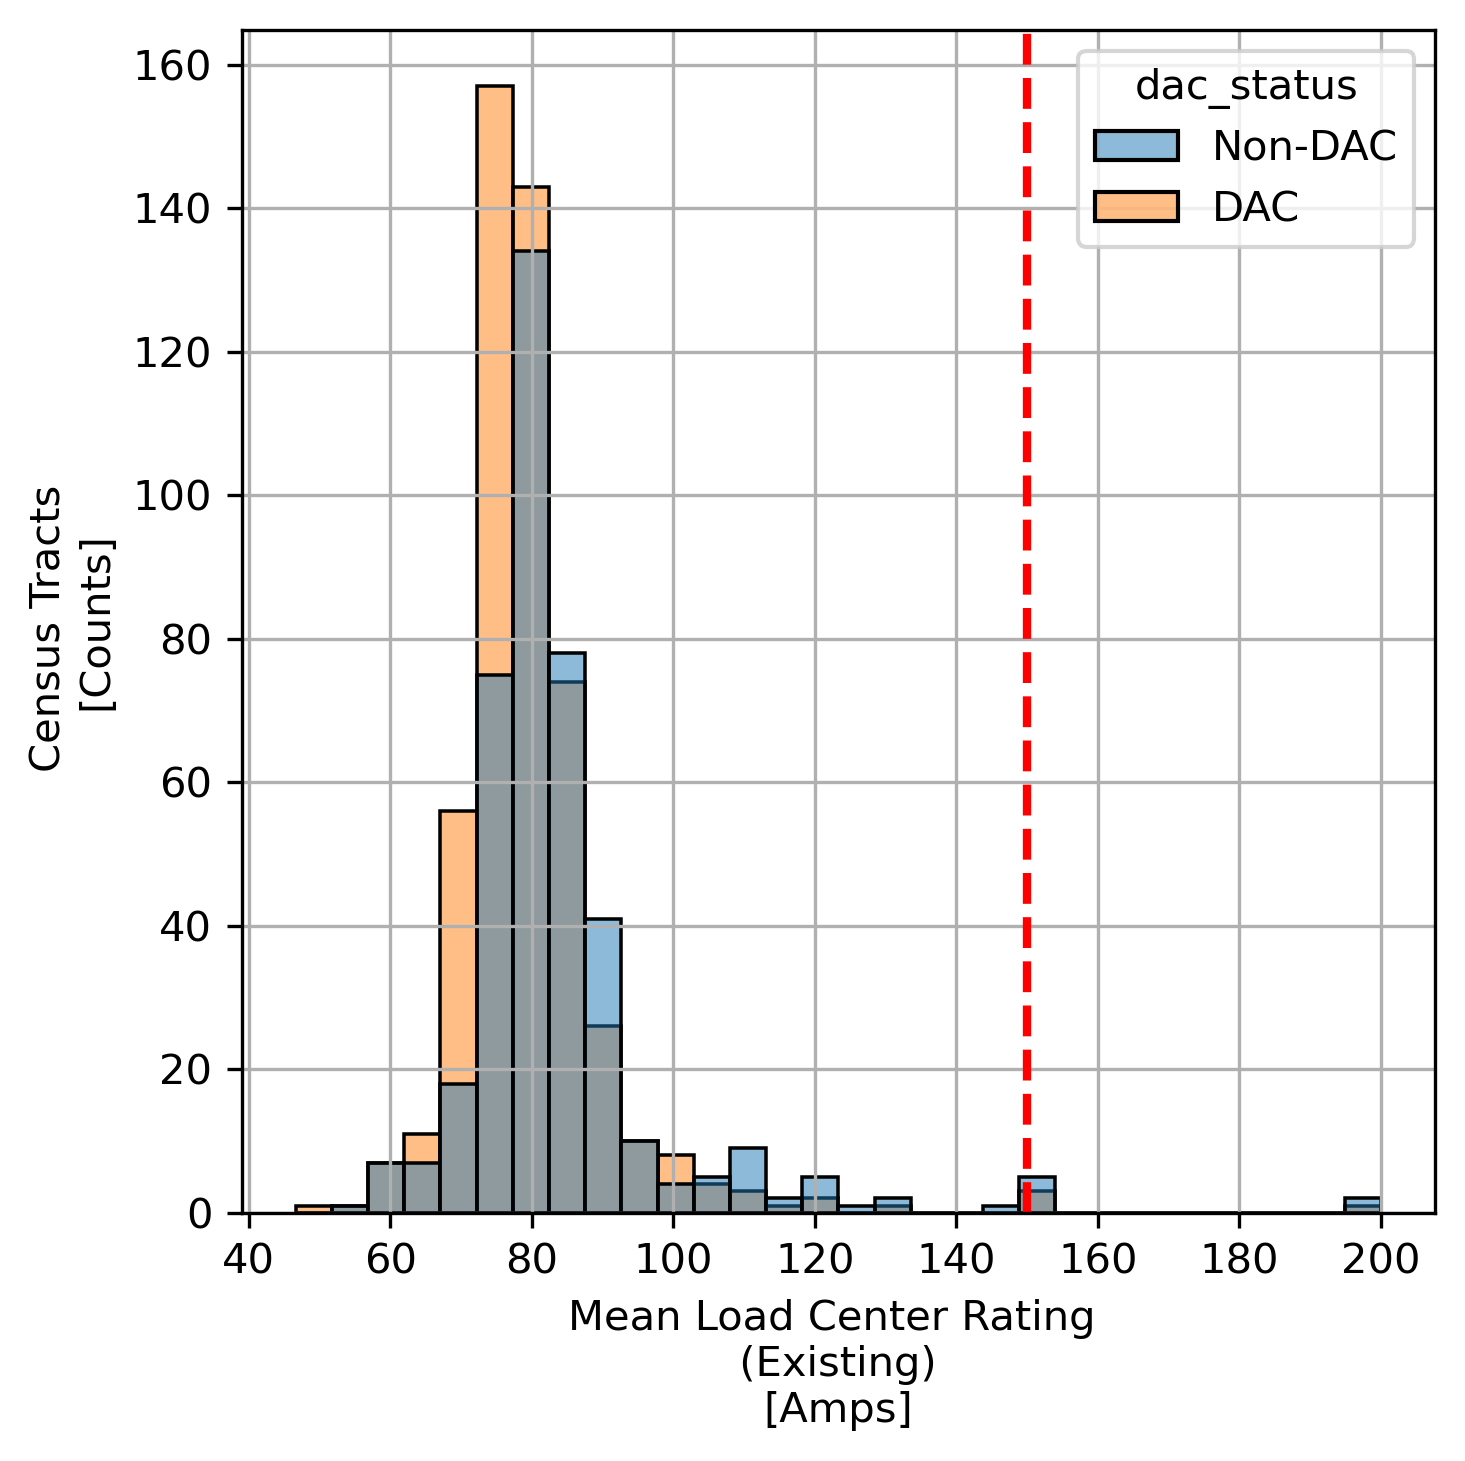 160
140
120
100
80
60
40
20
0
Census Tracts
[Counts]
dac_status
Non-DAC
DAC
40 60 80 100 120 140 160 180 200
Mean Load Center Rating
(Existing)
[Amps]